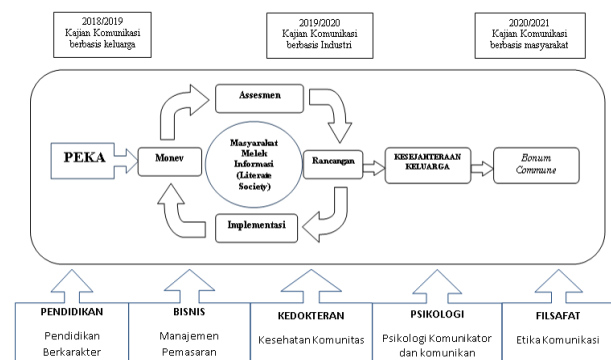 2018/2019
Kajian Komunikasi
berbasis keluarga
2019/2020
Kajian Komunikasi
berbasis Industri
2020/2021
Kajian Komunikasi
berbasis masyarakat
Assesmen
PEKA
Monev
Masyarakat
Melek
Informasi
(Literate
Society)
Rancangan
KESEJAHTERAAN
KELUARGA
Bonum
Commune
Implementasi
PENDIDIKAN
Pendidikan
Berkarakter
BISNIS
Manajemen
Pemasaran
KEDOKTERAN
Kesehatan Komunitas
PSIKOLOGI
Psikologi Komunikator
dan komunikan
FILSAFAT
Etika Komunikasi